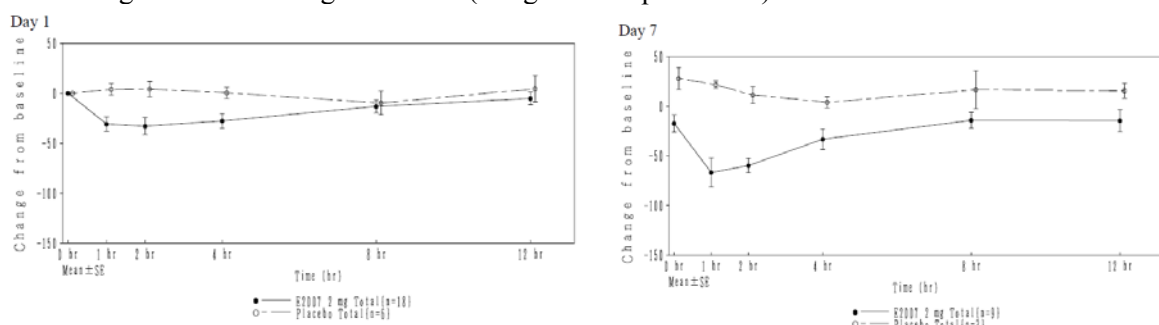 Day 1
50
0
-50
-100
-150
Change from baseline
0 hr 1 hr 2 hr 4 hr 8 hr 12 hr
Mean±SE
Time (hr)
E2007 2 mg Total(n=18)
Placebo Total(n=6)
Day 7
50
0
-50
-100
-150
Change from baseline
0 hr 1 hr 2 hr 4 hr 8 hr 12 hr
Mean±SE
Time (hr)
E2007 2 mg Total(n=9)
Placebo Total(n=3)